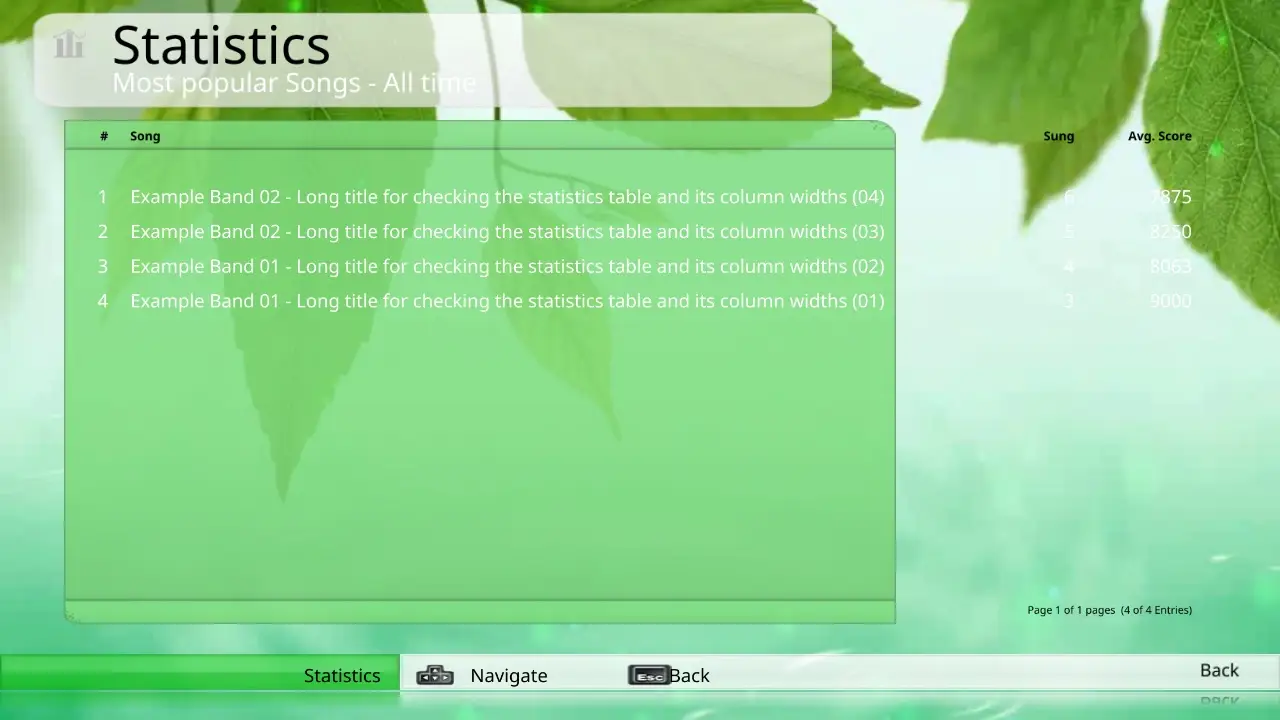 Statistics
Most popular Songs - All time
# Song Sung Avg. Score
1 Example Band 02 - Long title for checking the statistics table and its column widths (04) 6 7875
2 Example Band 02 - Long title for checking the statistics table and its column widths (03) 5 8250
3 Example Band 01 - Long title for checking the statistics table and its column widths (02) 4 8063
4 Example Band 01 - Long title for checking the statistics table and its column widths (01) 3 9000
Page 1 of 1 pages (4 of 4 Entries)
Statistics Navigate Esc Back Back